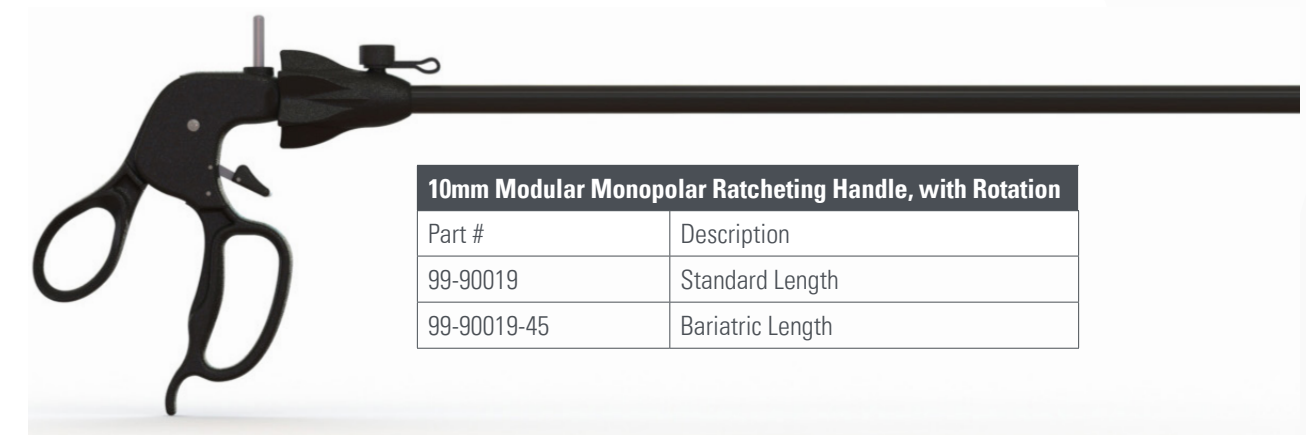 10mm Modular Monopolar Ratcheting Handle, with Rotation
Part # Description
99-90019 Standard Length
99-90019-45 Bariatric Length